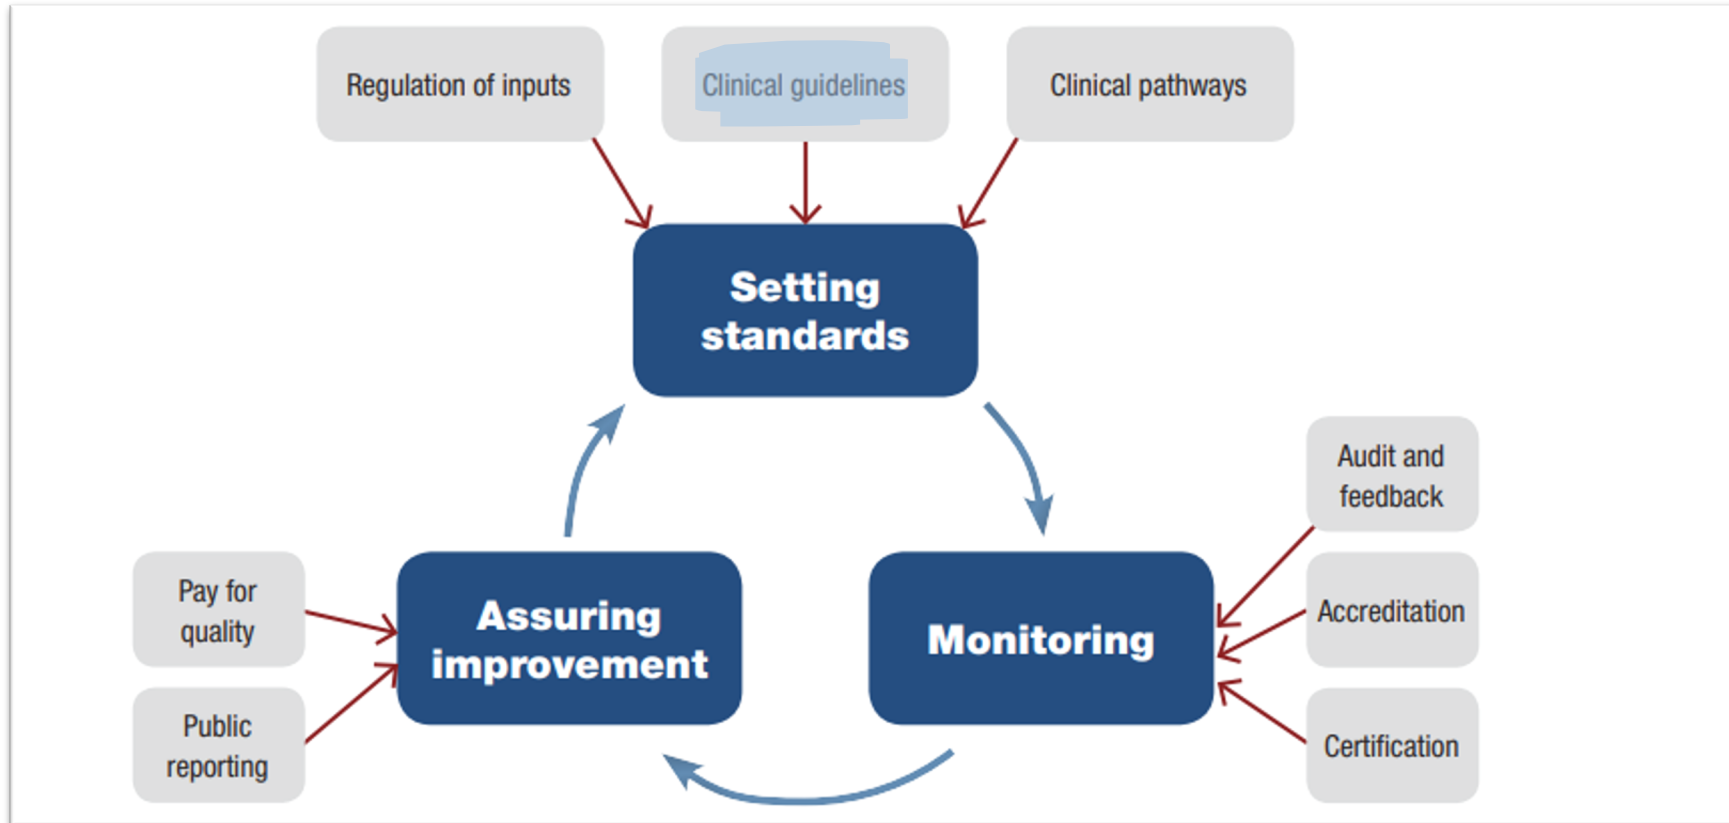 Regulation of inputs
Clinical guidelines
Clinical pathways
Setting
standards
Audit and
feedback
Pay for
quality
Assuring
improvement
Monitoring
Accreditation
Public
reporting
Certification